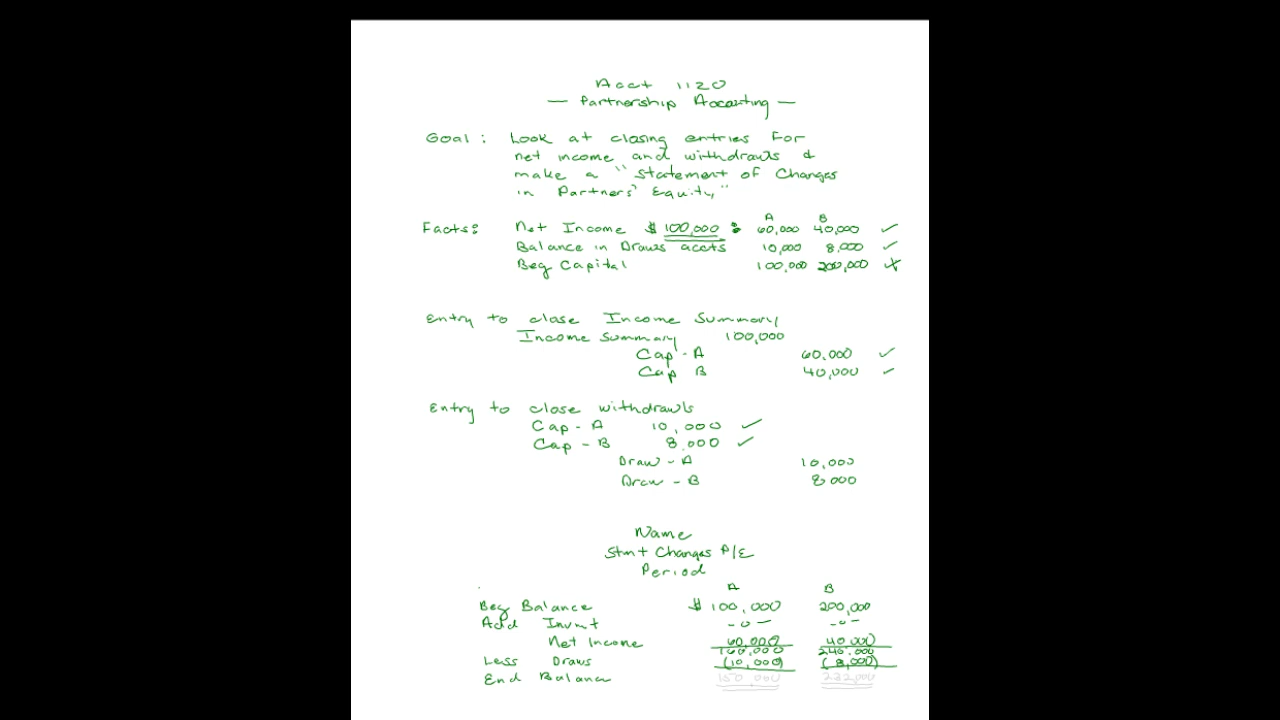 Acct 1120
- Partnership Accounting -
Goal: Look at closing entries for
net income and withdrawls &
make a "Statement of Changes
in Partners' Equity"
A B
Facts: Net Income $ 100,000 : 60,000 40,000 ✓
Balance in Draws accts 10,000 8,000 ✓
Beg Capital 100,000 200,000 ✗
Entry to close Income Summary
Income Summary 100,000
Cap - A 60,000 ✓
Cap B 40,000 ✓
Entry to close withdrawls
Cap - A 10,000 ✓
Cap - B 8,000 ✓
Draw - A 10,000
Draw - B 8000
Name
Stmt Changes P/E
Period
A B
Beg Balance $ 100,000 200,000
Add Invmt -0- -0-
Net Income 60,000 40000
160,000 240,000
Less Draws (10,000) (8,000)
End Balance 150,000 232,000